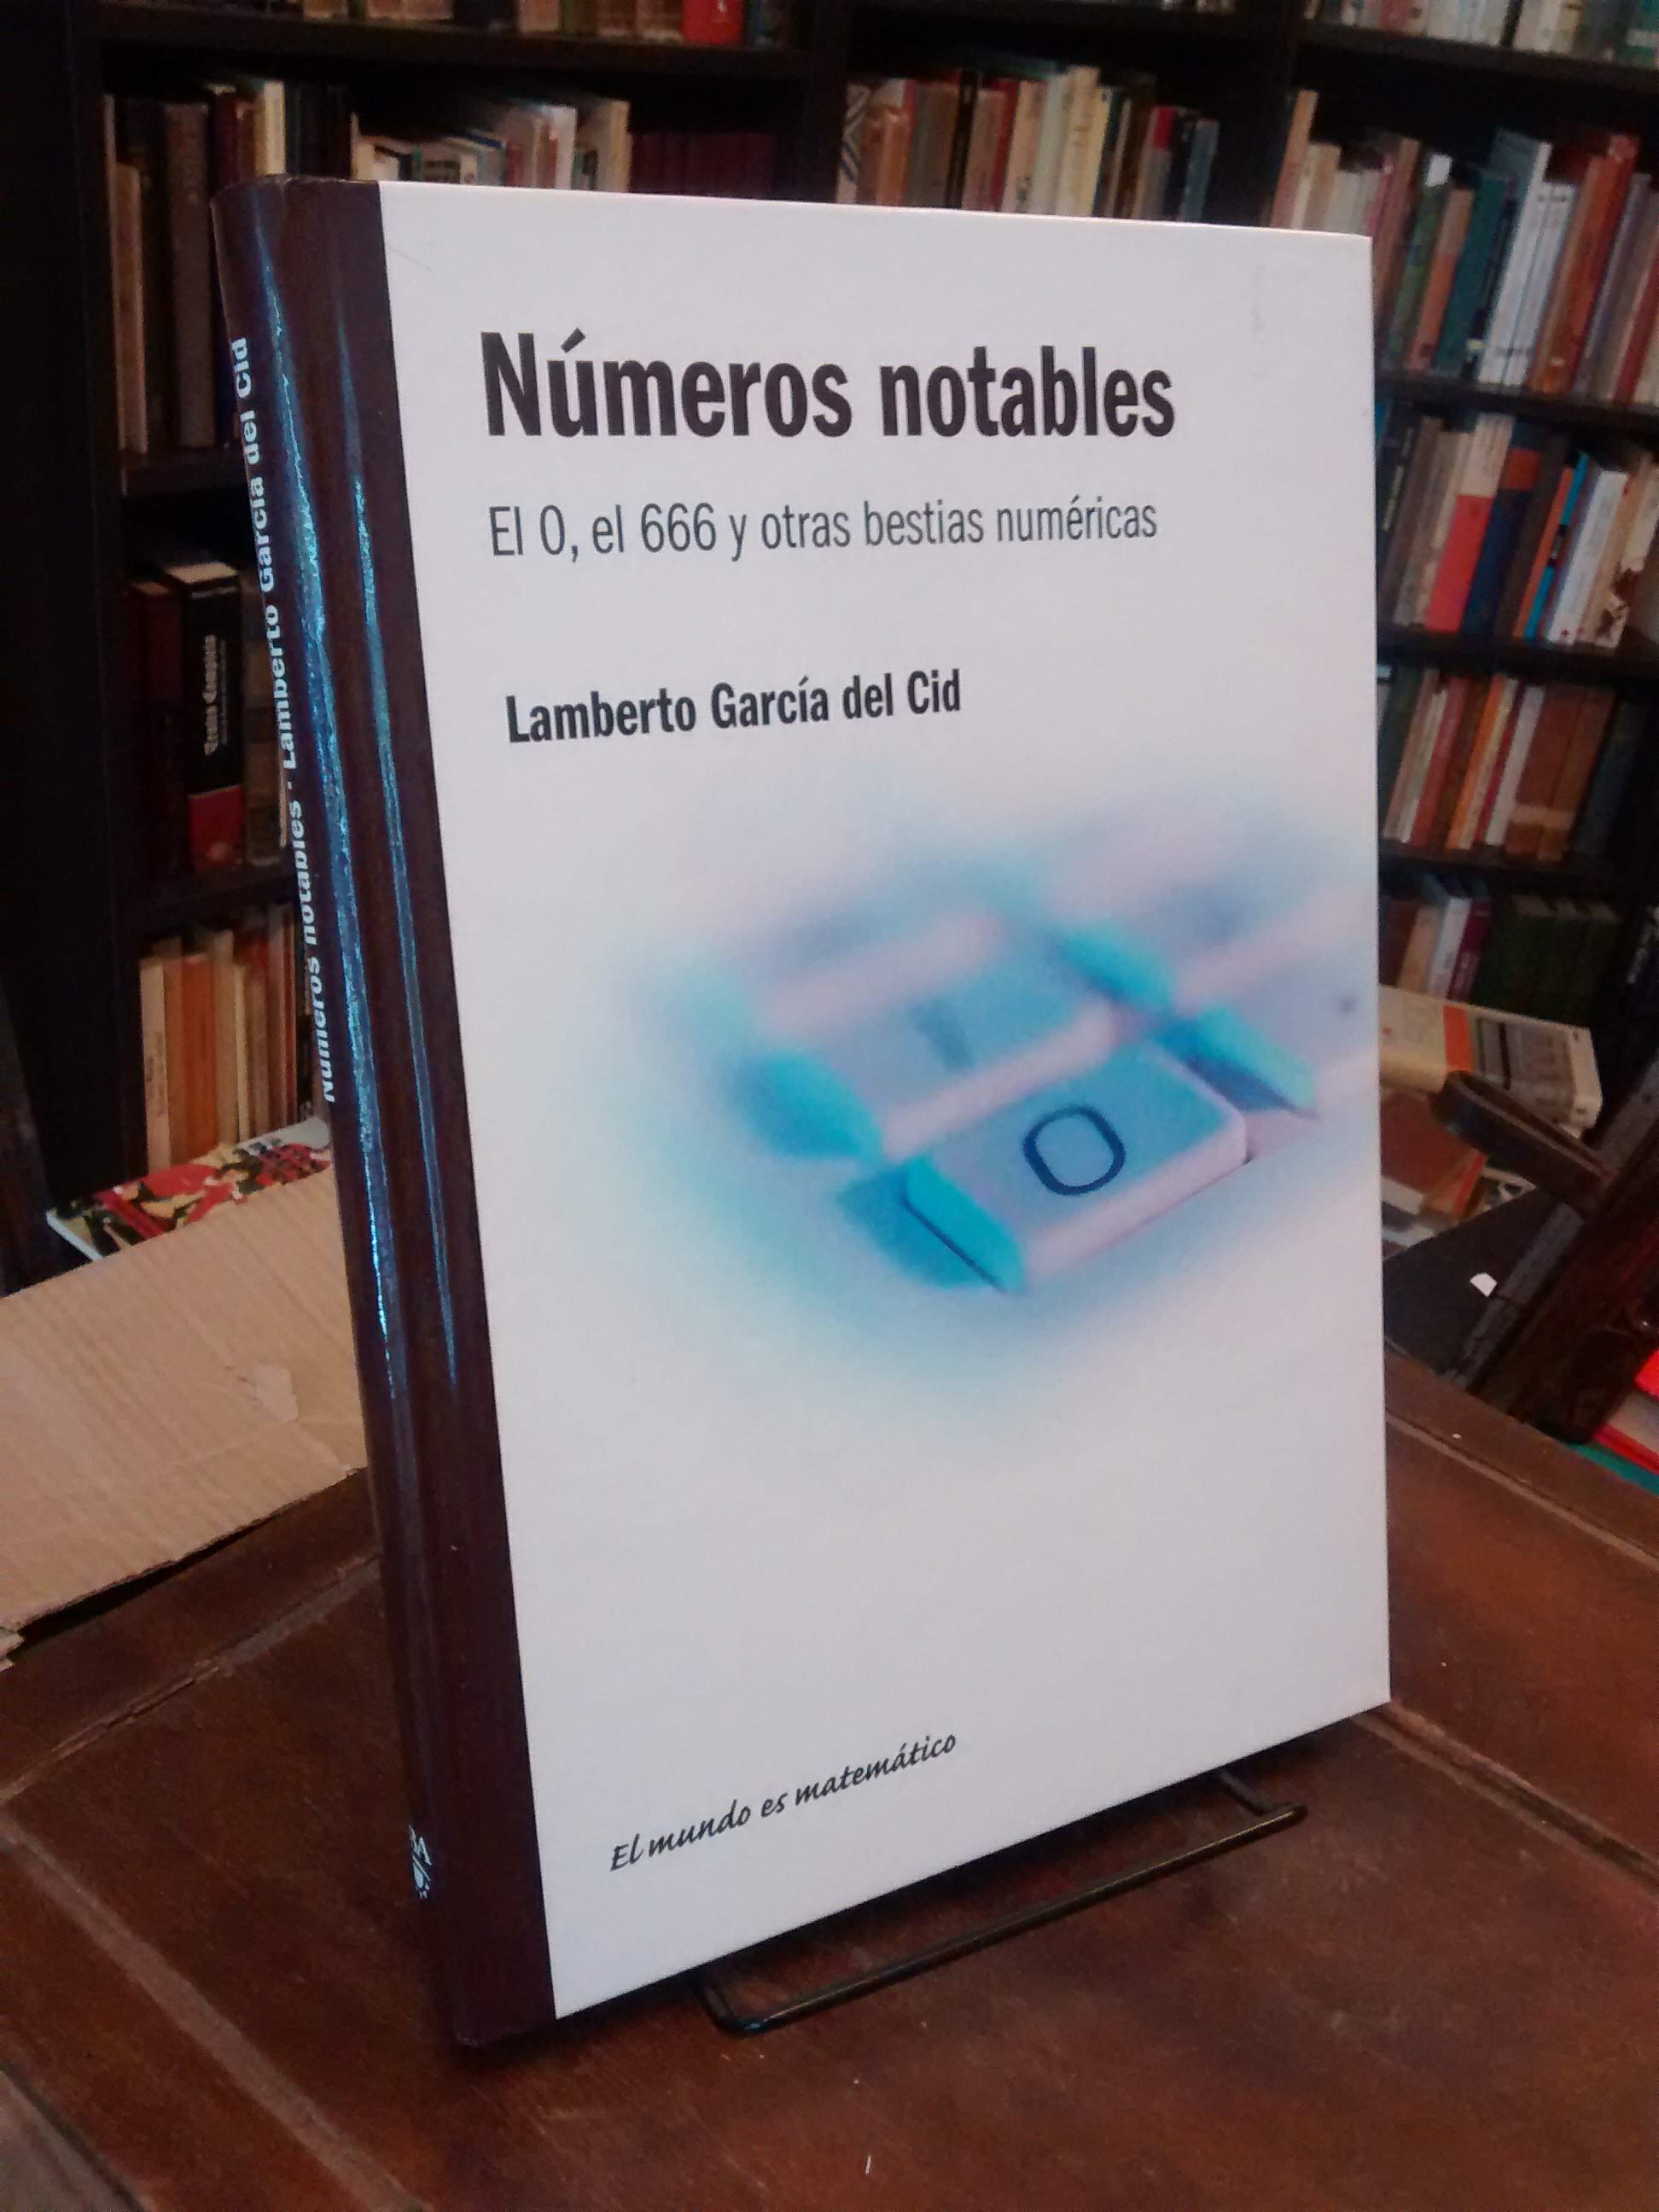 Números notables
El 0, el 666 y otras bestias numéricas
Lamberto García del Cid
O
El mundo es matemático
Números notables · Lamberto García del Cid
BA